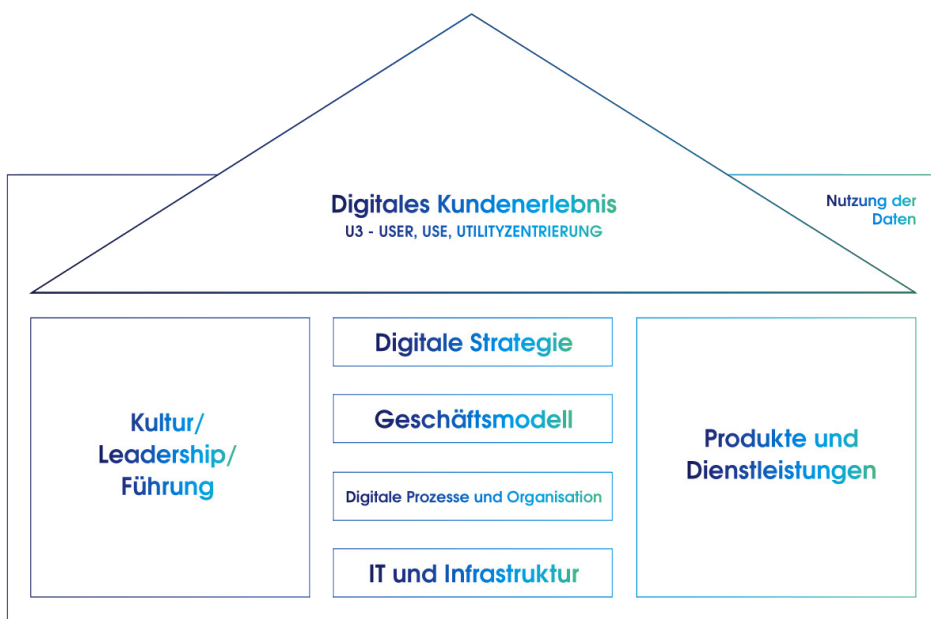 Digitales Kundenerlebnis
U3 - USER, USE, UTILITYZENTRIERUNG
Nutzung der
Daten
Kultur/
Leadership/
Führung
Digitale Strategie
Geschäftsmodell
Digitale Prozesse und Organisation
IT und Infrastruktur
Produkte und
Dienstleistungen